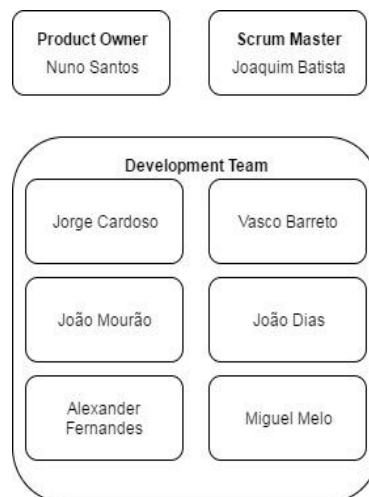 Product Owner
Nuno Santos
Scrum Master
Joaquim Batista
Development Team
Jorge Cardoso
Vasco Barreto
João Mourão
João Dias
Alexander
Fernandes
Miguel Melo